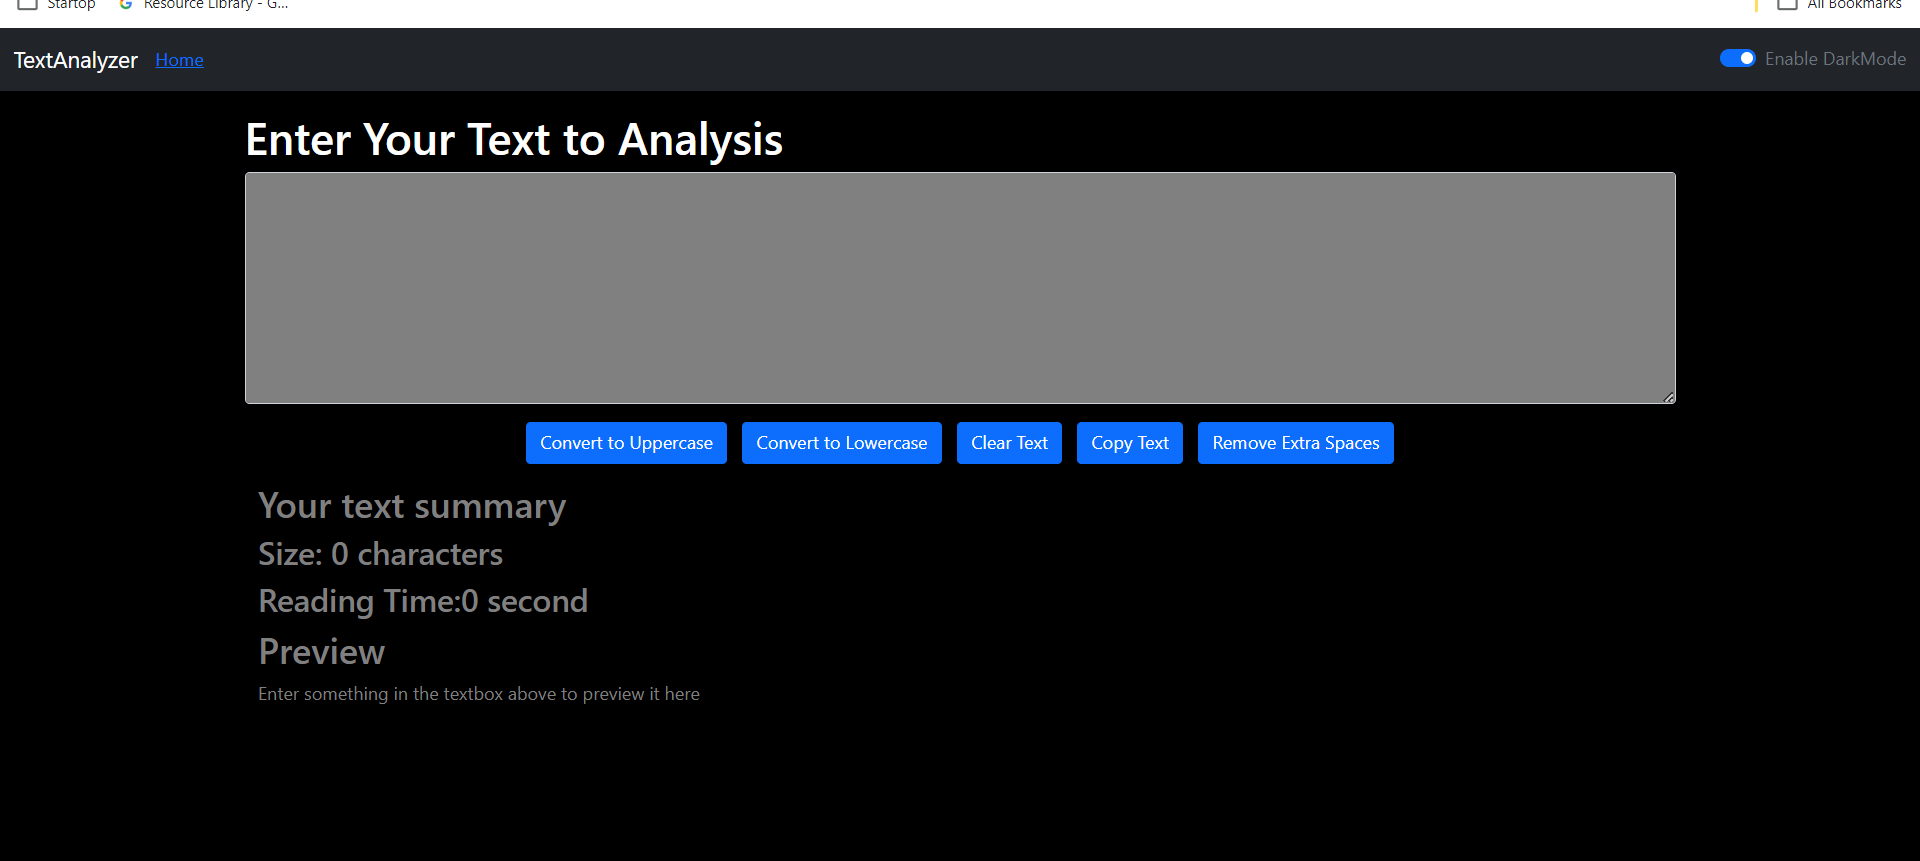 Startop Resource Library - G... All Bookmarks
TextAnalyzer Home Enable DarkMode
Enter Your Text to Analysis
Convert to Uppercase Convert to Lowercase Clear Text Copy Text Remove Extra Spaces
Your text summary
Size: 0 characters
Reading Time:0 second
Preview
Enter something in the textbox above to preview it here